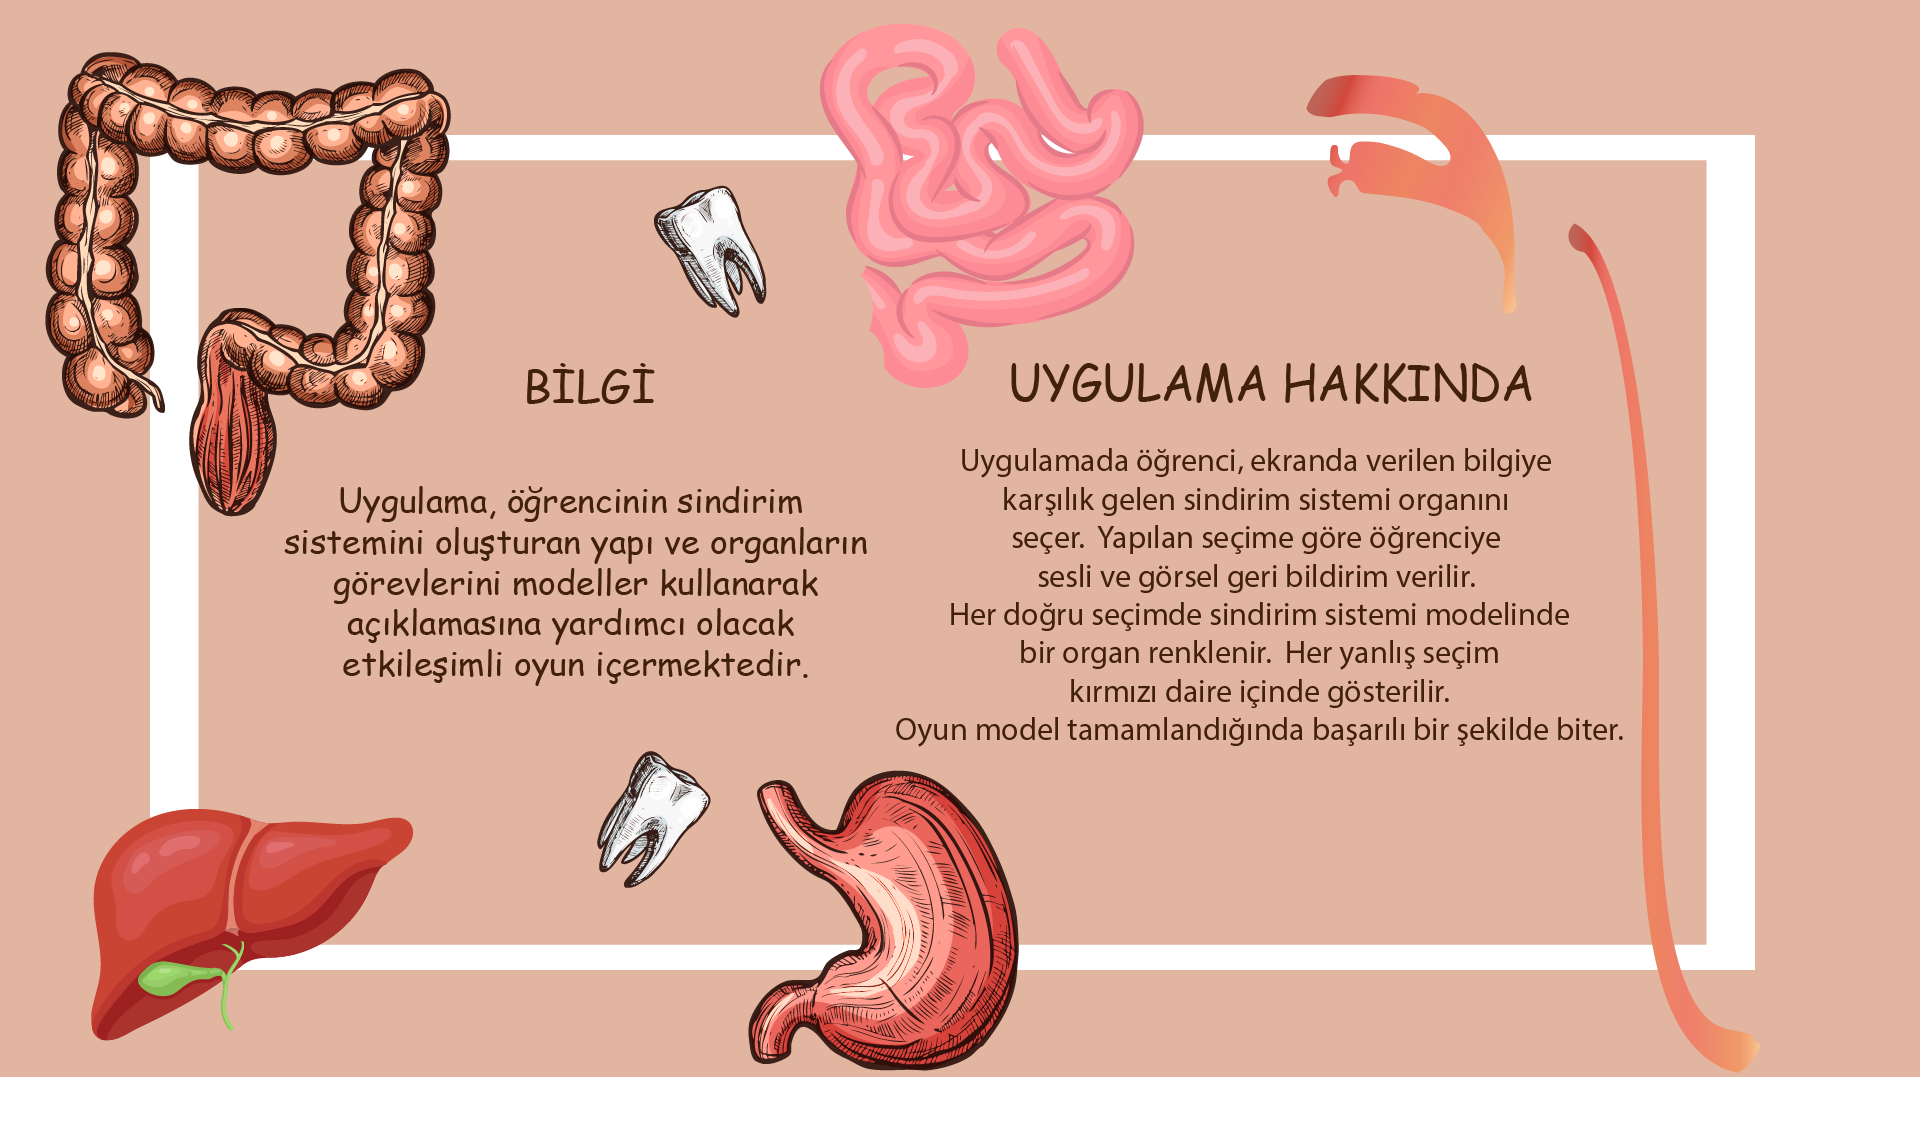 BİLGİ
Uygulama, öğrencinin sindirim
sistemini oluşturan yapı ve organların
görevlerini modeller kullanarak
açıklamasına yardımcı olacak
etkileşimli oyun içermektedir.
UYGULAMA HAKKINDA
Uygulamada öğrenci, ekranda verilen bilgiye
karşılık gelen sindirim sistemi organını
seçer.  Yapılan seçime göre öğrenciye
sesli ve görsel geri bildirim verilir.
Her doğru seçimde sindirim sistemi modelinde
bir organ renklenir.  Her yanlış seçim
kırmızı daire içinde gösterilir.
Oyun model tamamlandığında başarılı bir şekilde biter.